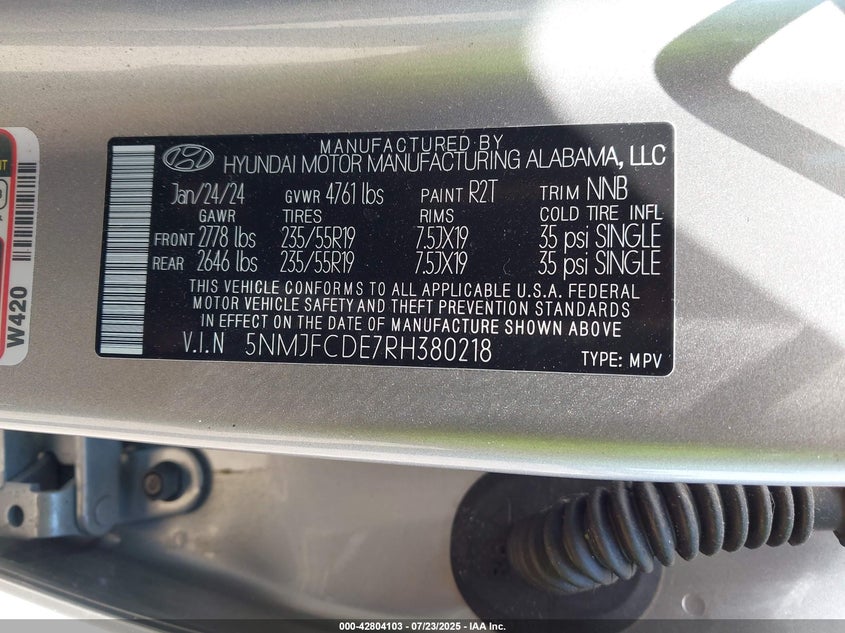 MANUFACTURED BY
HYUNDAI MOTOR MANUFACTURING ALABAMA, LLC
Jan/24/24 GVWR 4761 lbs PAINT R2T TRIM NNB
GAWR TIRES RIMS COLD TIRE INFL
FRONT 2778 lbs 235/55R19 7.5JX19 35 psi SINGLE
REAR 2646 lbs 235/55R19 7.5JX19 35 psi SINGLE
THIS VEHICLE CONFORMS TO ALL APPLICABLE U.S.A. FEDERAL
MOTOR VEHICLE SAFETY AND THEFT PREVENTION STANDARDS
IN EFFECT ON THE DATE OF MANUFACTURE SHOWN ABOVE
V.I.N 5NMJFCDE7RH380218 TYPE: MPV
W420
000-42804103 - 07/23/2025 - IAA Inc.